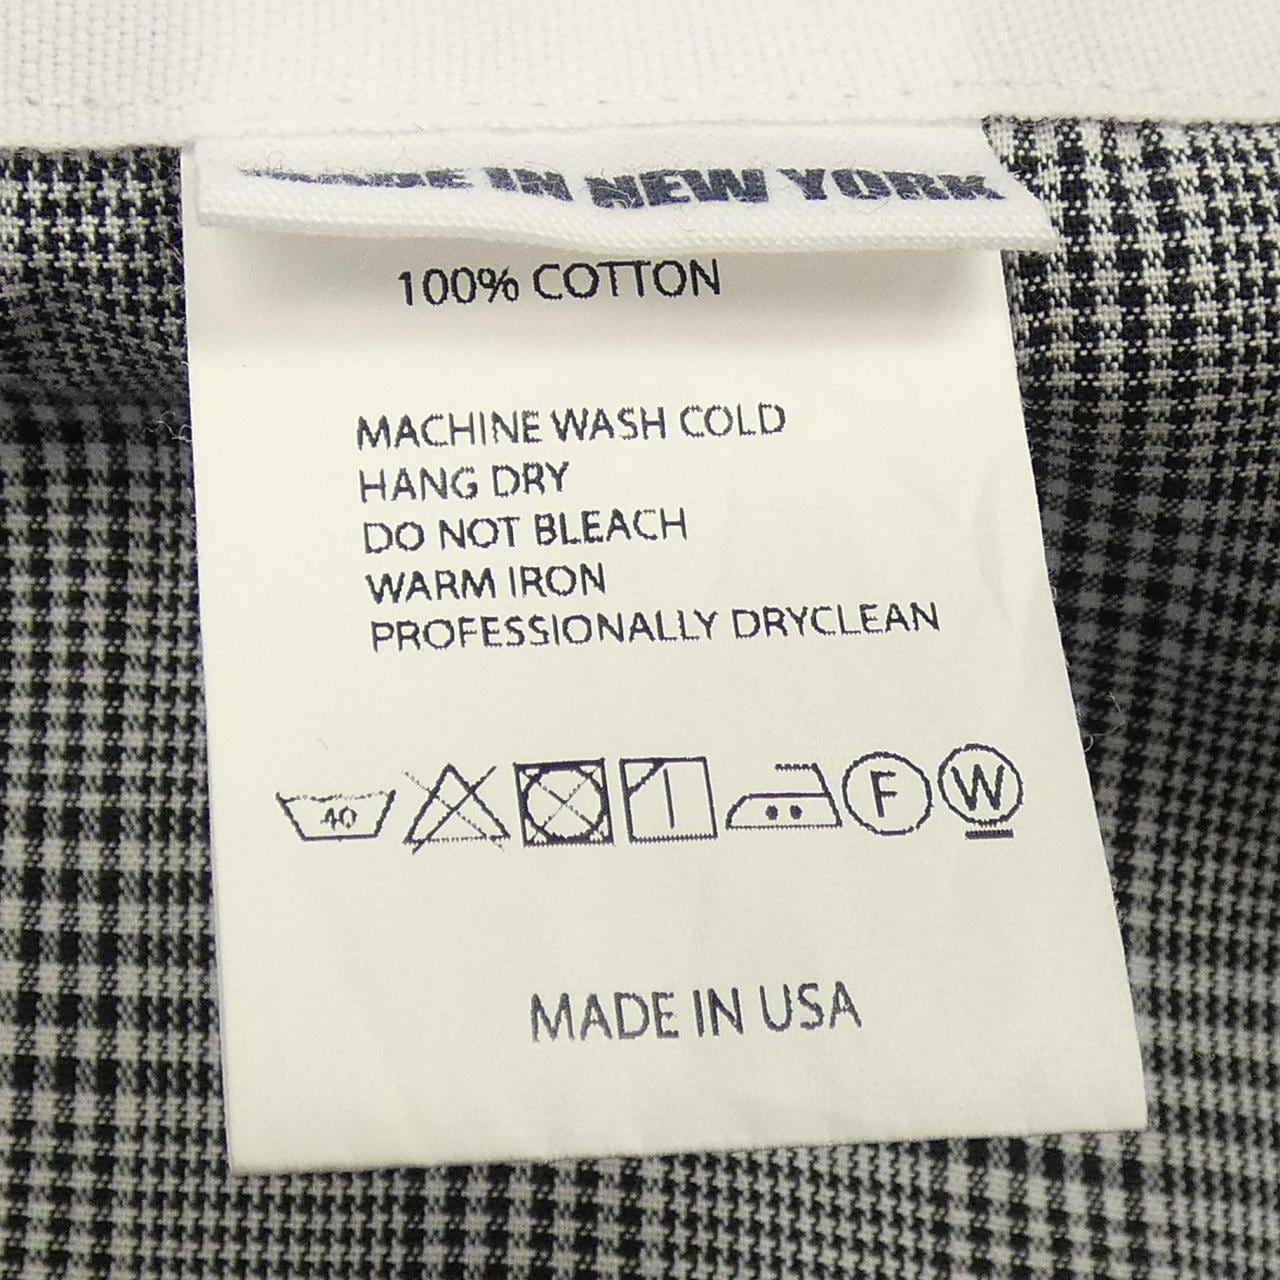 MADE IN NEW YORK
100% COTTON
MACHINE WASH COLD
HANG DRY
DO NOT BLEACH
WARM IRON
PROFESSIONALLY DRYCLEAN
40 F W
MADE IN USA